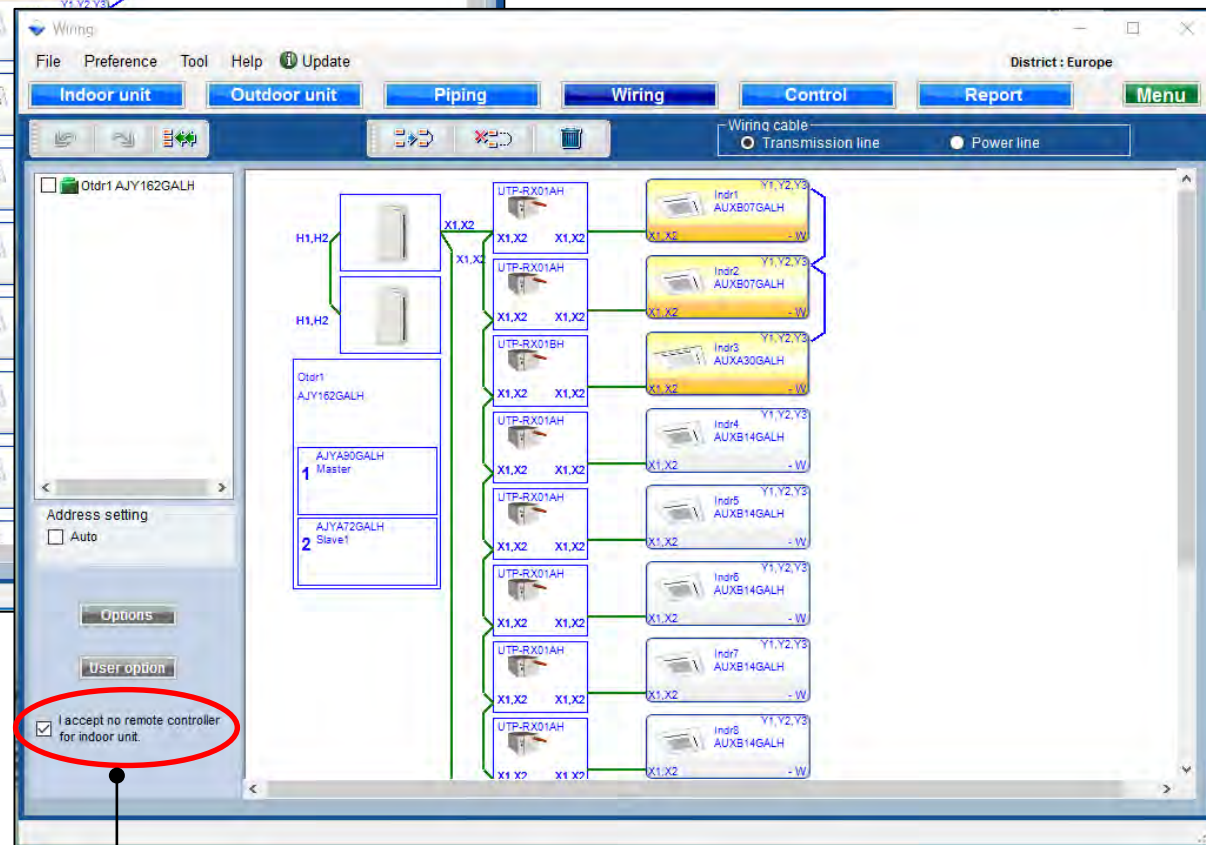 Y1,Y2,Y3
Wiring
File Preference Tool Help Update
District : Europe
Indoor unit Outdoor unit Piping Wiring Control Report Menu
Wiring cable
Transmission line Power line
Otdr1 AJY162GALH
Address setting
Auto
Options
User option
I accept no remote controller
for indoor unit.
H1,H2
X1,X2
X1,X2
H1,H2
Otdr1
AJY162GALH
AJYA90GALH
1 Master
AJYA72GALH
2 Slave1
UTP-RX01AH
X1,X2 X1,X2
Y1,Y2,Y3
Indr1
AUXB07GALH
X1,X2 - W
UTP-RX01AH
X1,X2 X1,X2
Y1,Y2,Y3
Indr2
AUXB07GALH
X1,X2 - W
UTP-RX01BH
X1,X2 X1,X2
Y1,Y2,Y3
Indr3
AUXA30GALH
X1,X2 - W
UTP-RX01AH
X1,X2 X1,X2
Y1,Y2,Y3
Indr4
AUXB14GALH
X1,X2 - W
UTP-RX01AH
X1,X2 X1,X2
Y1,Y2,Y3
Indr5
AUXB14GALH
X1,X2 - W
UTP-RX01AH
X1,X2 X1,X2
Y1,Y2,Y3
Indr6
AUXB14GALH
X1,X2 - W
UTP-RX01AH
X1,X2 X1,X2
Y1,Y2,Y3
Indr7
AUXB14GALH
X1,X2 - W
UTP-RX01AH
X1,X2 X1,X2
Y1,Y2,Y3
Indr8
AUXB14GALH
X1,X2 - W